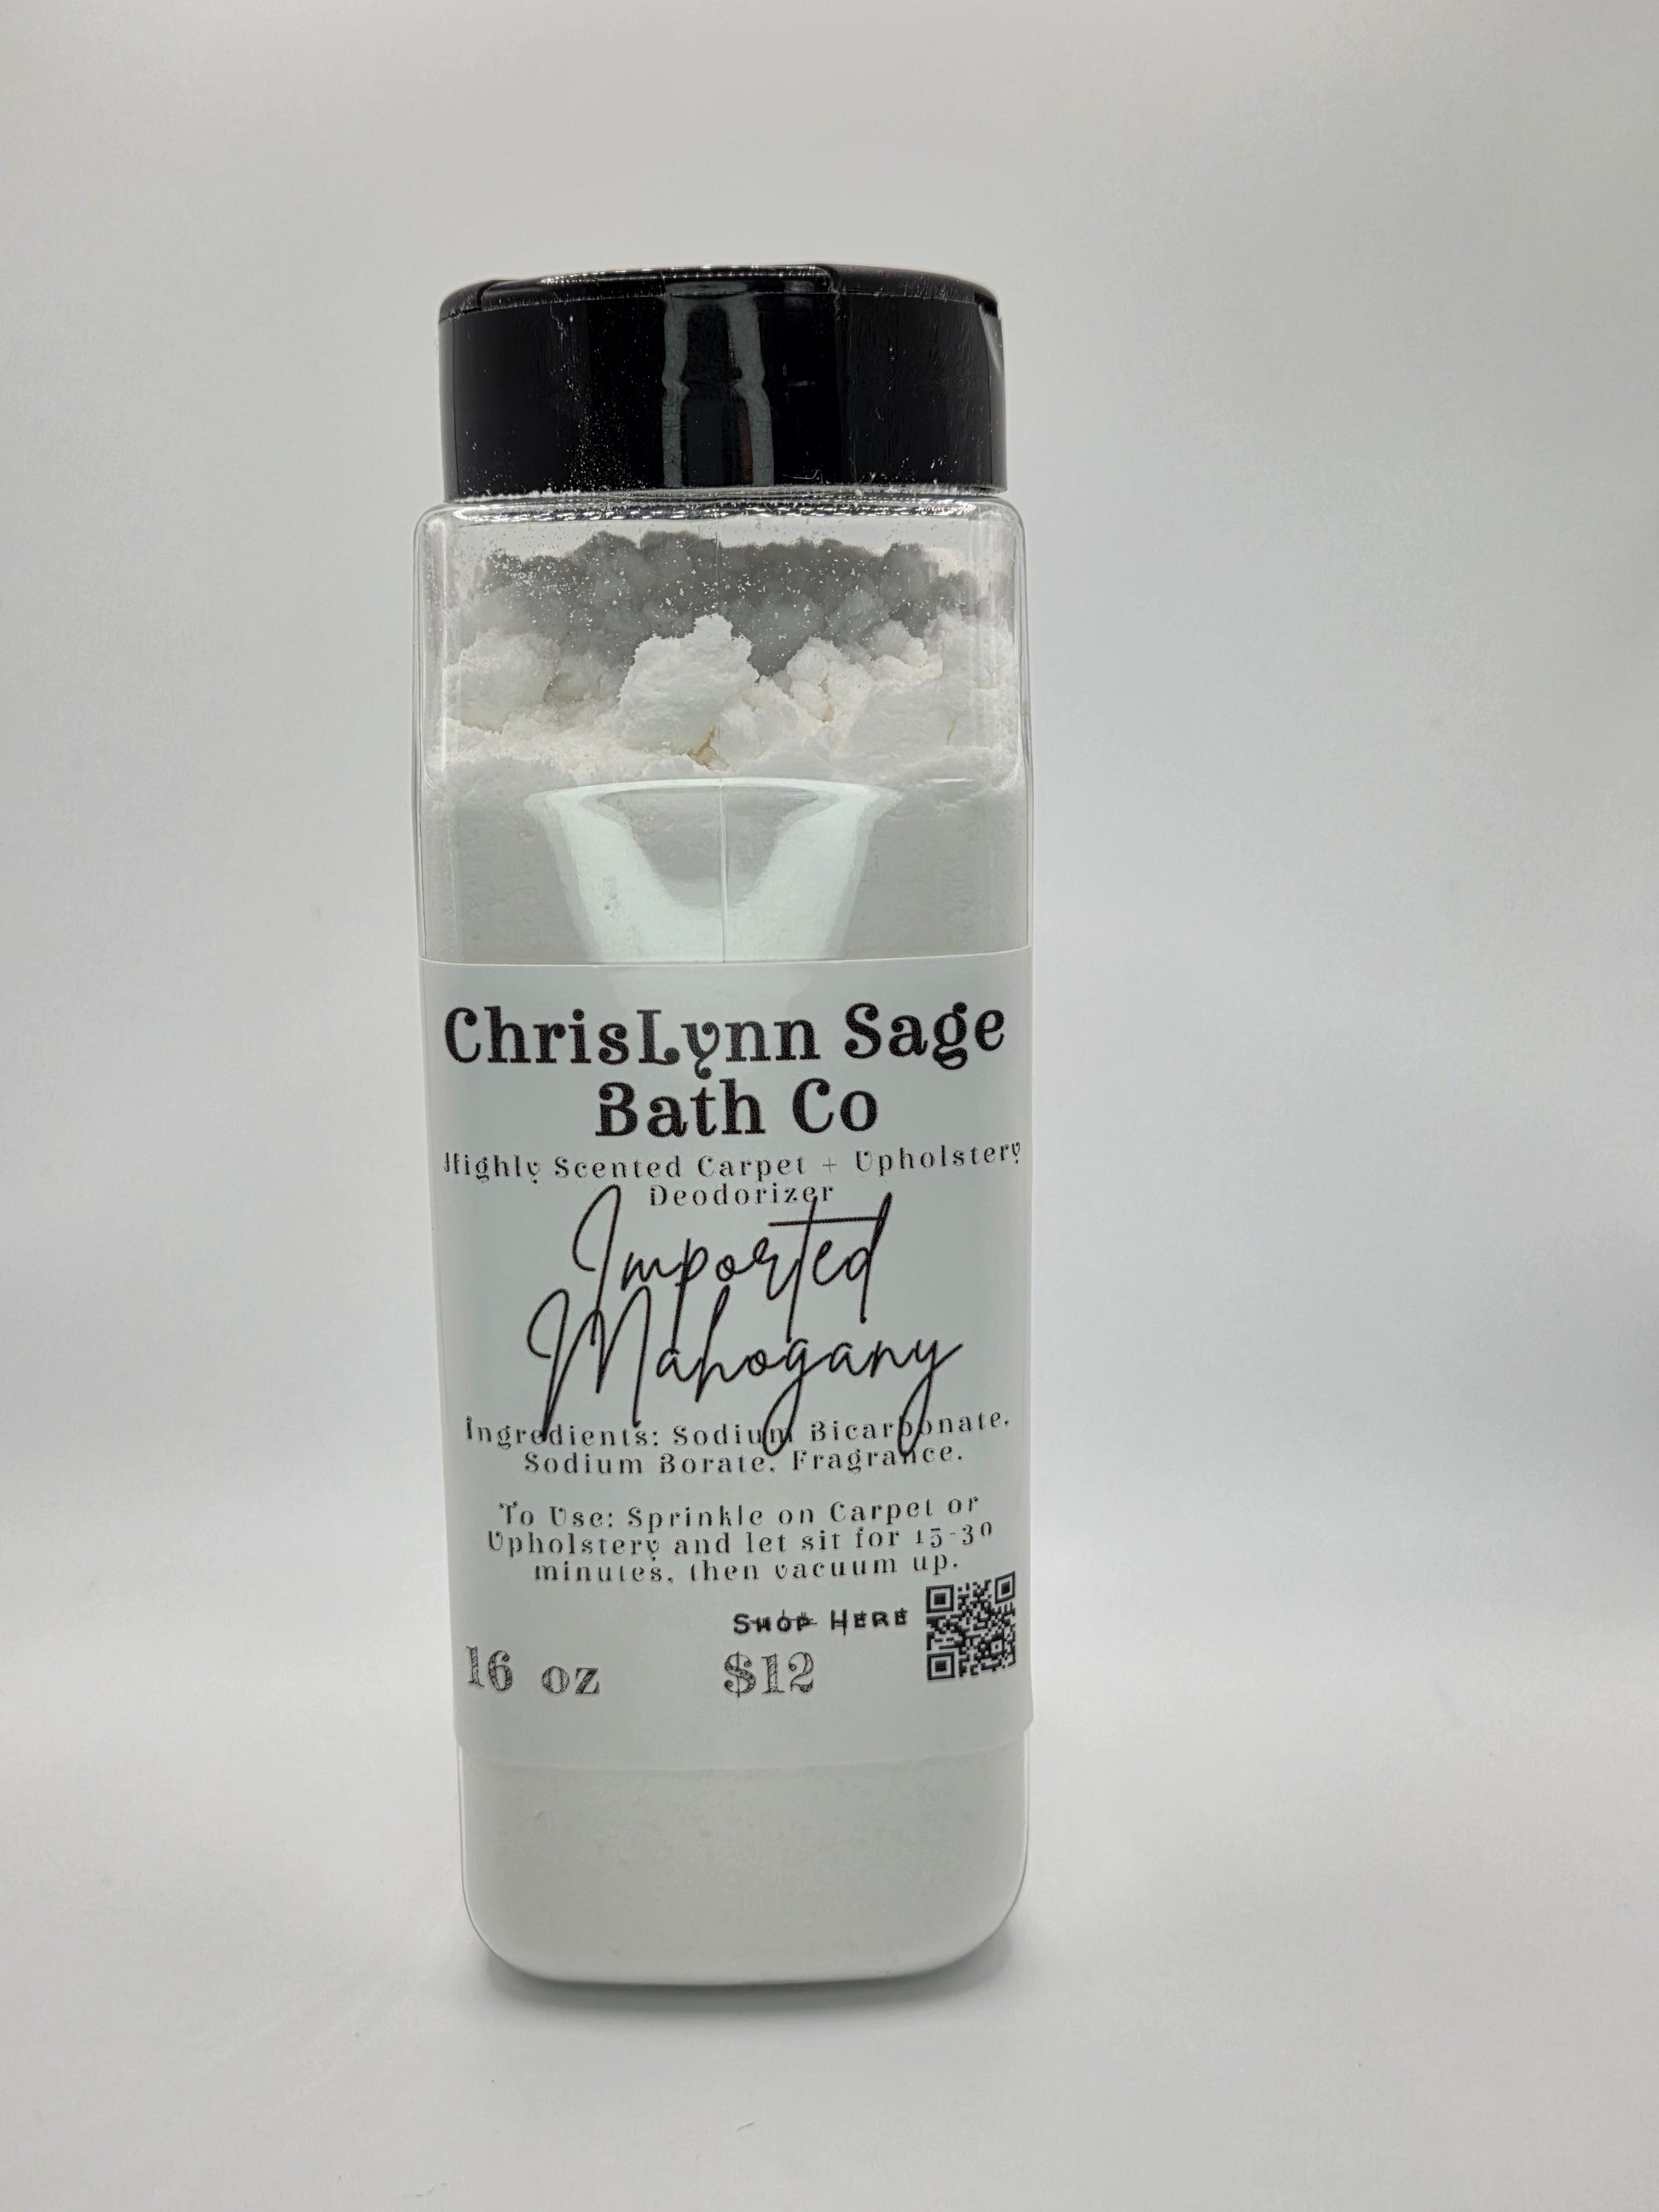 ChrisLynn Sage
Bath Co
Highly Scented Carpet + Upholstery
Deodorizer
Imported
Mahogany
Ingredients: Sodium Bicarbonate,
Sodium Borate, Fragrance.
To Use: Sprinkle on Carpet or
Upholstery and let sit for 15-30
minutes, then vacuum up.
SHOP HERE
16 oz $12